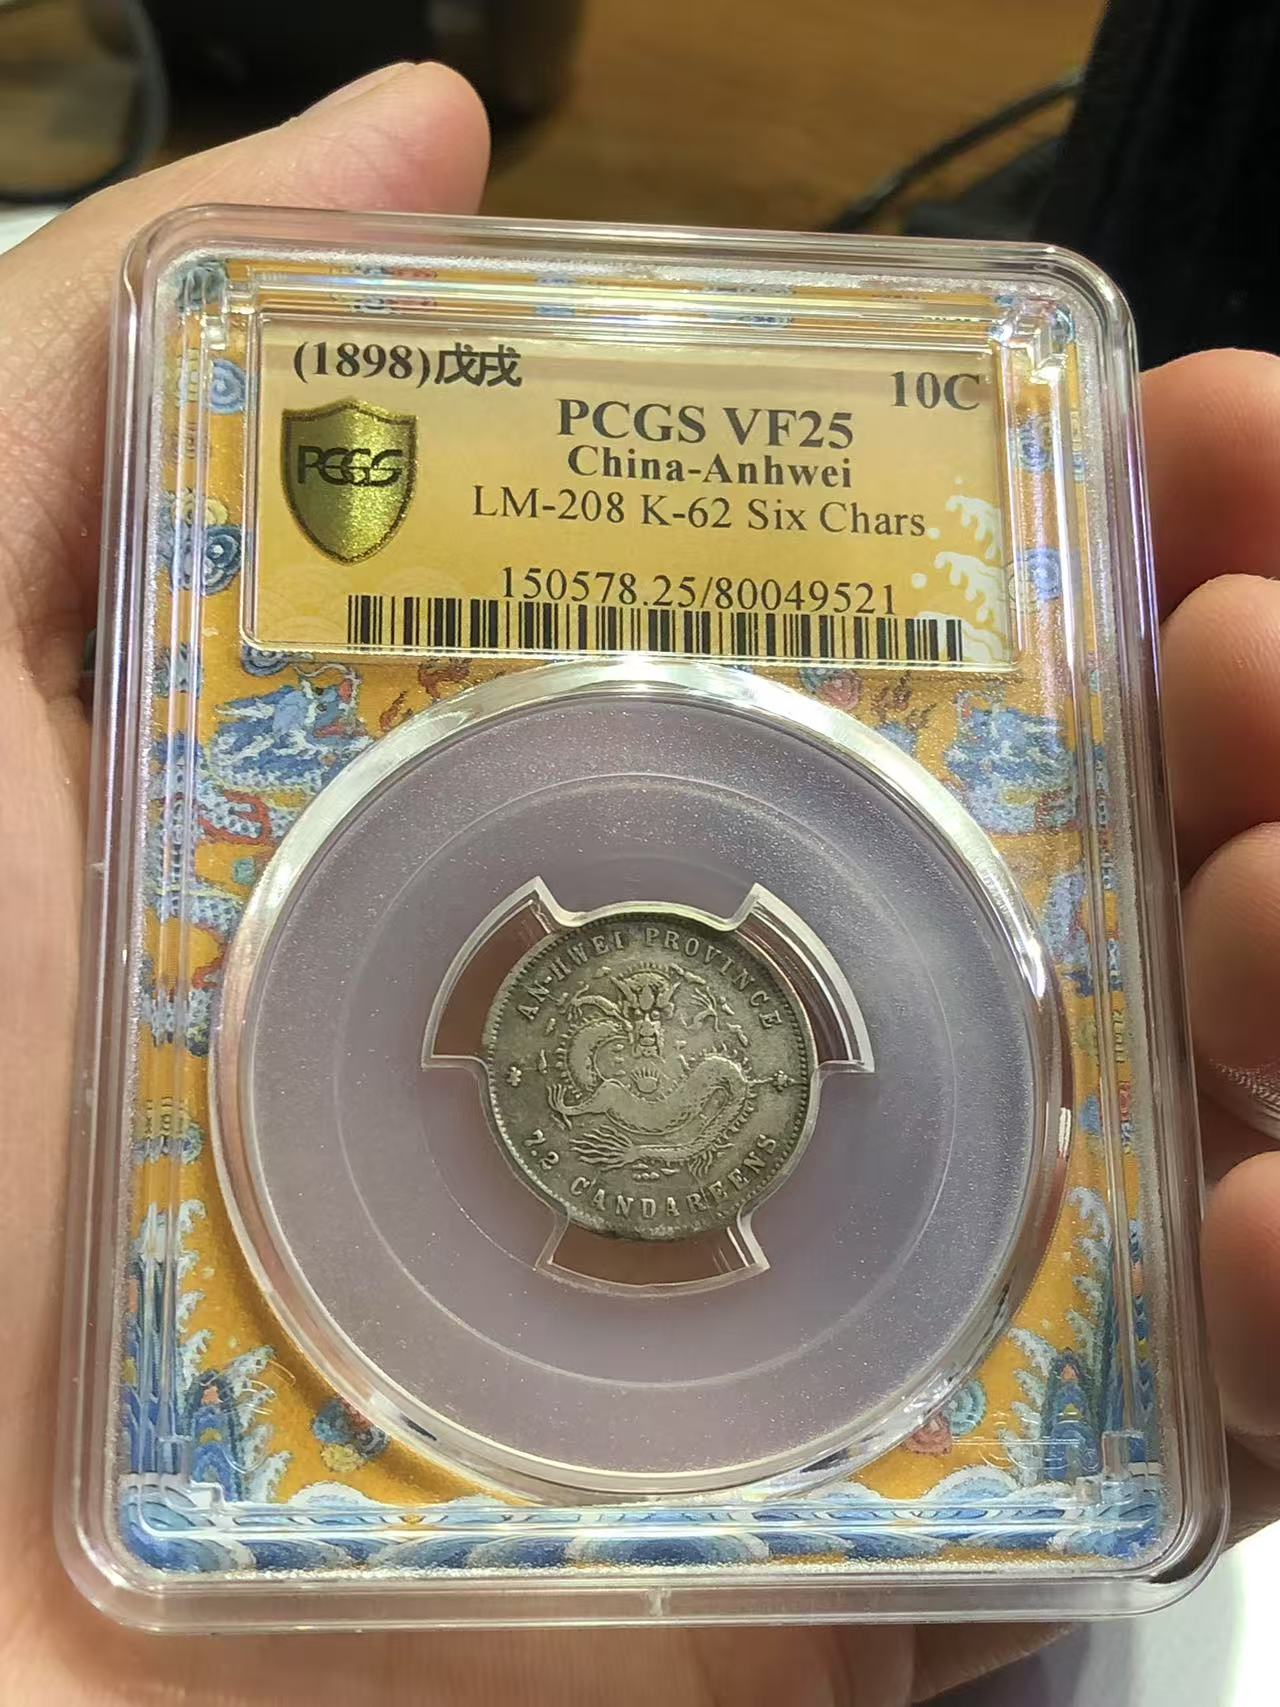 (1898)戊戌
10C
PCGS VF25
PCGS
China-Anhwei
LM-208 K-62 Six Chars
150578.25/80049521
AN-HWEI PROVINCE
7.2 CANDAREENS